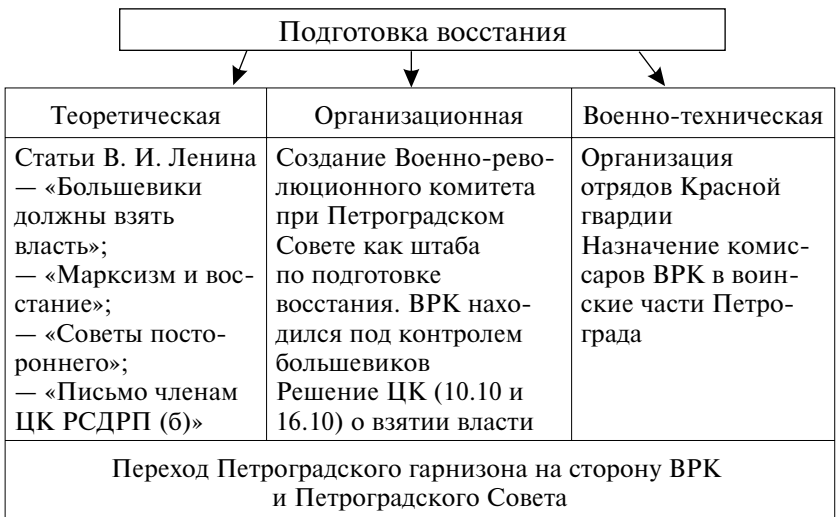 Подготовка восстания
Теоретическая
Организационная
Военно-техническая
Статьи В. И. Ленина
— «Большевики
должны взять
власть»;
— «Марксизм и вос-
стание»;
— «Советы посто-
роннего»;
— «Письмо членам
ЦК РСДРП (б)»
Создание Военно-рево-
люционного комитета
при Петроградском
Совете как штаба
по подготовке
восстания. ВРК нахо-
дился под контролем
большевиков
Решение ЦК (10.10 и
16.10) о взятии власти
Организация
отрядов Красной
гвардии
Назначение комис-
саров ВРК в воин-
ские части Петро-
града
Переход Петроградского гарнизона на сторону ВРК
и Петроградского Совета